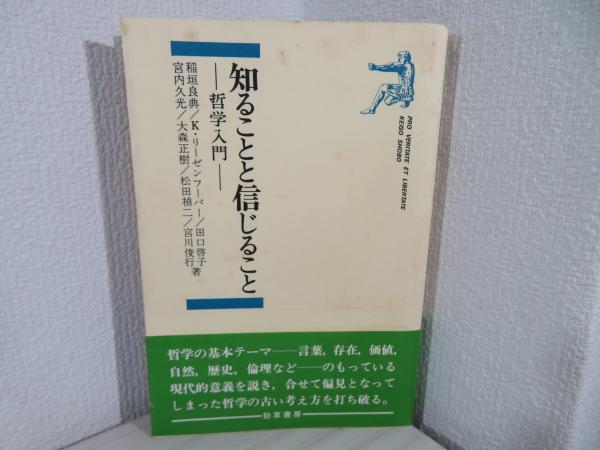 知ることと信じること
―哲学入門―
稲垣良典/K・リーゼンフーバー/田口啓子
宮内久光/大森正樹/松田禎二/宮川俊行著
PRO VERITATE ET LIBERTATE
KEISO SHOBO
哲学の基本テーマ――言葉，存在，価値，
自然，歴史，倫理など――のもっている
現代的意義を説き，合せて偏見となって
しまった哲学の古い考え方を打ち破る。
勁草書房